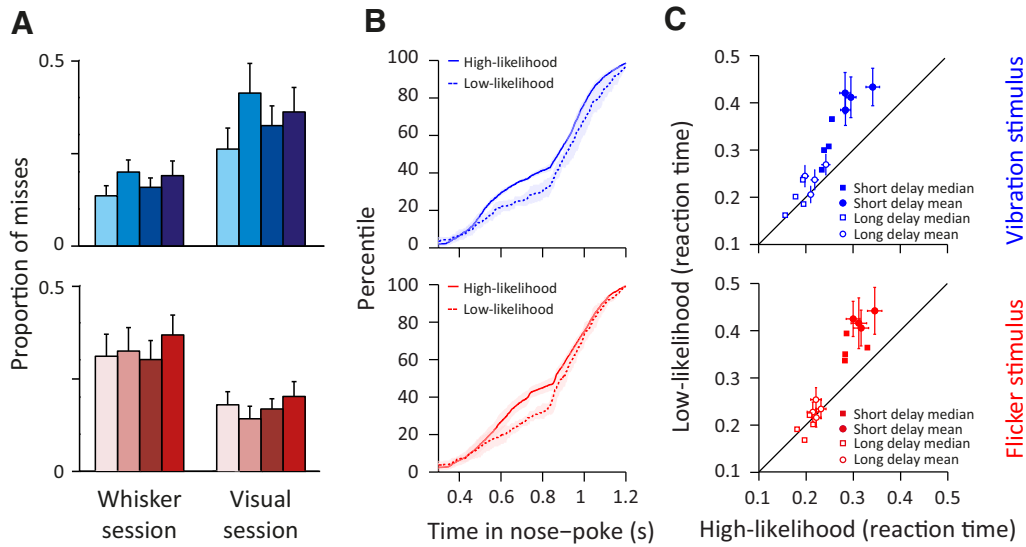 A
0.5
0
0.5
0
Proportion of misses
Whisker session
Visual session
B
100
80
60
40
20
0
High-likelihood
Low-likelihood
100
80
60
40
20
0
High-likelihood
Low-likelihood
Percentile
0.4
0.6
0.8
1
1.2
Time in nose−poke (s)
C
0.5
0.4
0.3
0.2
0.1
Short delay median
Short delay mean
Long delay median
Long delay mean
Vibration stimulus
0.5
0.4
0.3
0.2
0.1
Short delay median
Short delay mean
Long delay median
Long delay mean
Flicker stimulus
Low-likelihood (reaction time)
0.1
0.2
0.3
0.4
0.5
High-likelihood (reaction time)